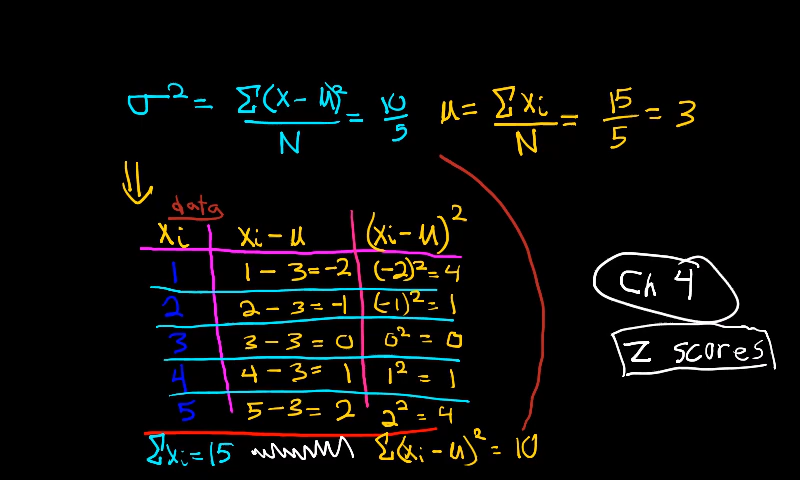 σ² = Σ(x - μ)²/N = 10/5 μ = Σxi/N = 15/5 = 3
data
xi xi - μ (xi - μ)²
1 1 - 3 = -2 (-2)² = 4
2 2 - 3 = -1 (-1)² = 1
3 3 - 3 = 0 0² = 0
4 4 - 3 = 1 1² = 1
5 5 - 3 = 2 2² = 4
Σxi = 15 Σ(xi - μ)² = 10
Ch 4
Z scores